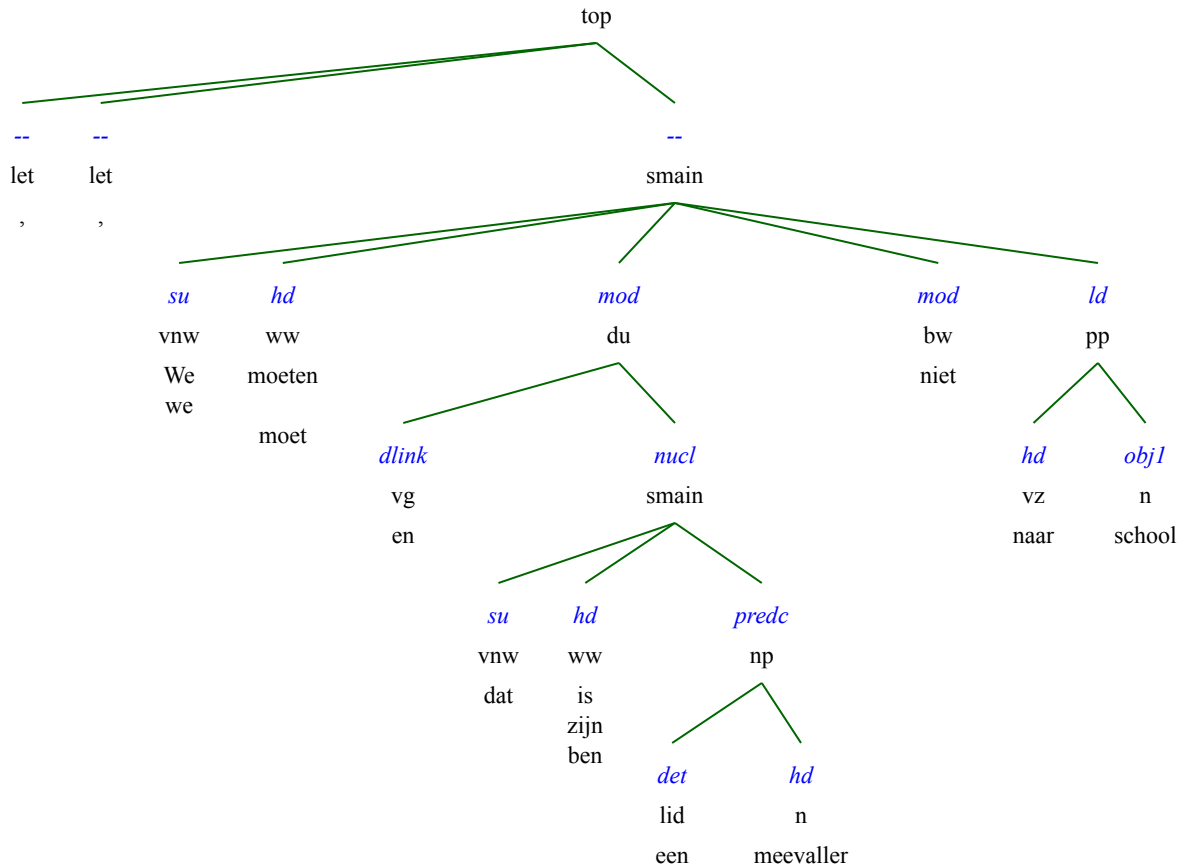 top
-- -- --
let let smain
, ,
su hd mod mod ld
vnw ww du bw pp
We moeten niet
we
moet
dlink nucl hd obj1
vg smain vz n
en naar school
su hd predc
vnw ww np
dat is
zijn
ben
det hd
lid n
een meevaller